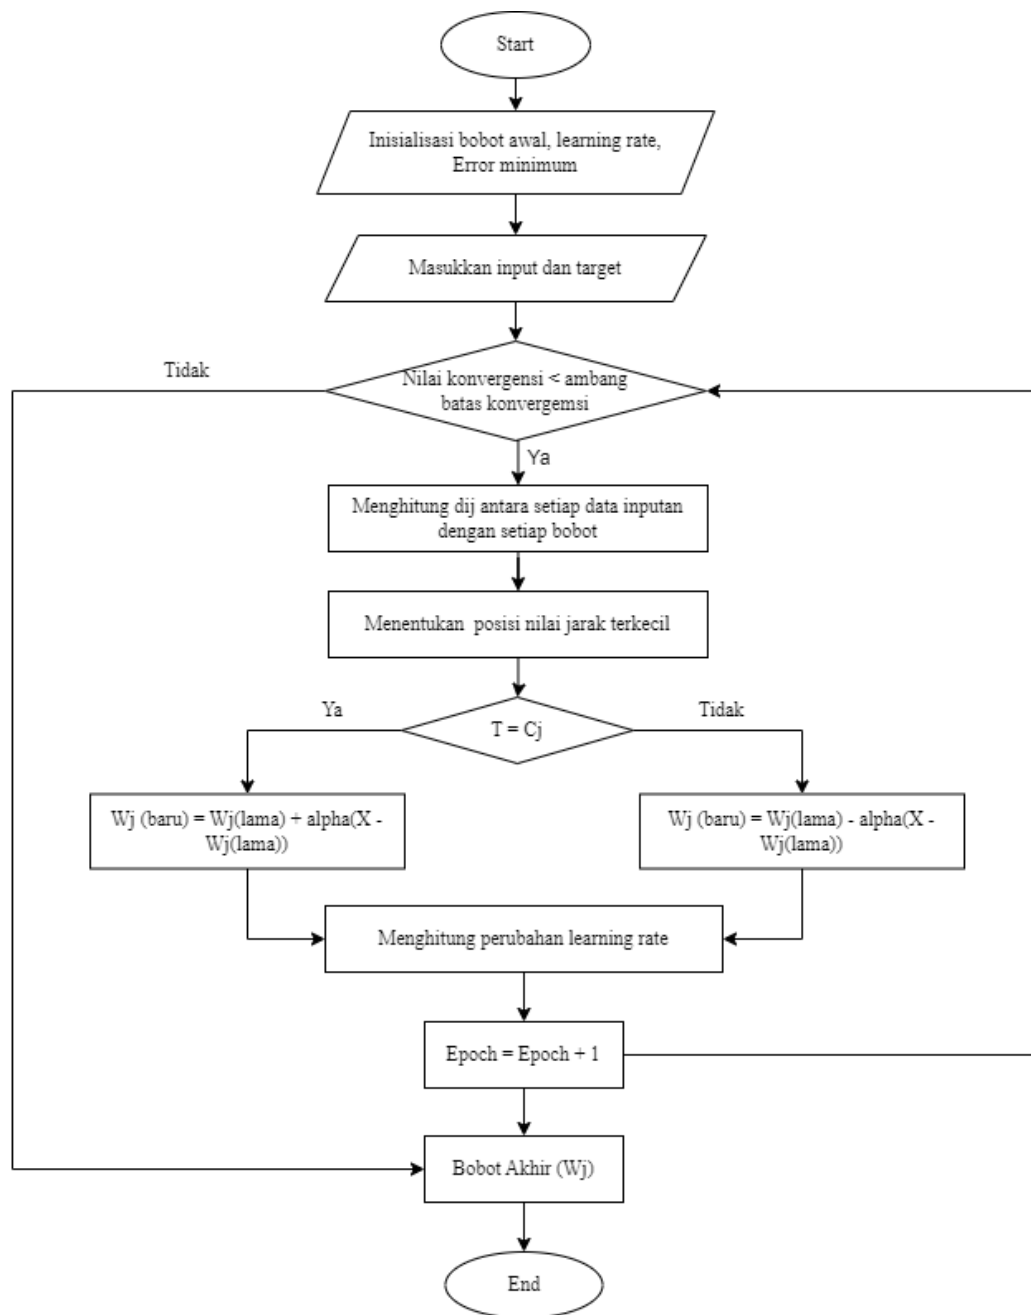 Start
Inisialisasi bobot awal, learning rate,
Error minimum
Masukkan input dan target
Tidak
Nilai konvergensi < ambang
batas konvergemsi
Ya
Menghitung dij antara setiap data inputan
dengan setiap bobot
Menentukan posisi nilai jarak terkecil
Ya
T = Cj
Tidak
Wj (baru) = Wj(lama) + alpha(X -
Wj(lama))
Wj (baru) = Wj(lama) - alpha(X -
Wj(lama))
Menghitung perubahan learning rate
Epoch = Epoch + 1
Bobot Akhir (Wj)
End